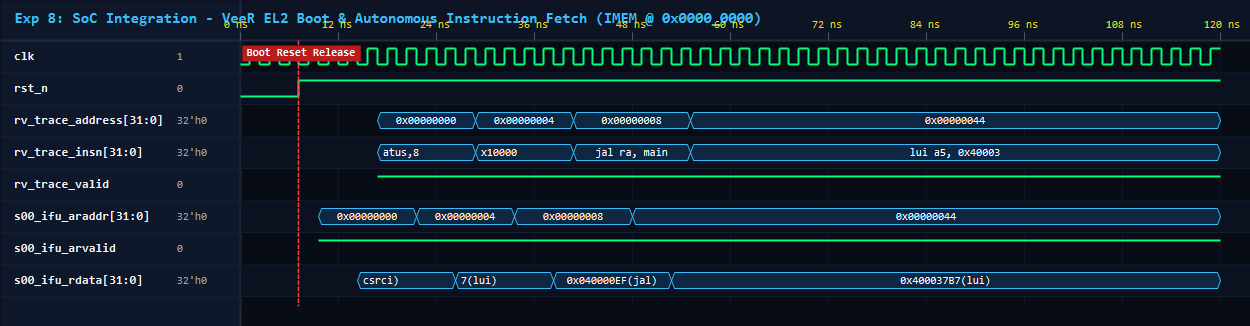 Exp 8: SoC Integration - VeeR EL2 Boot & Autonomous Instruction Fetch (IMEM @ 0x0000_0000)
0 ns 12 ns 24 ns 36 ns 48 ns 60 ns 72 ns 84 ns 96 ns 108 ns 120 ns
Boot Reset Release
clk 1
rst_n 0
rv_trace_address[31:0] 32'h0 0x00000000 0x00000004 0x00000008 0x00000044
rv_trace_insn[31:0] 32'h0 atus,8 x10000 jal ra, main lui a5, 0x40003
rv_trace_valid 0
s00_ifu_araddr[31:0] 32'h0 0x00000000 0x00000004 0x00000008 0x00000044
s00_ifu_arvalid 0
s00_ifu_rdata[31:0] 32'h0 csrci) 7(lui) 0x040000EF(jal) 0x400037B7(lui)